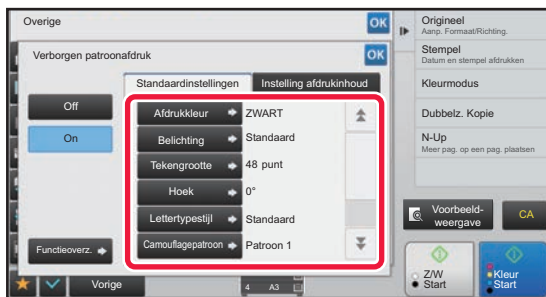 Overige
OK
Verborgen patroonafdruk
OK
Standaardinstellingen
Instelling afdrukinhoud
Off
On
Afdrukkleur
ZWART
Belichting
Standaard
Tekengrootte
48 punt
Hoek
0°
Lettertypestijl
Standaard
Camouflagepatroon
Patroon 1
Functieoverz.
Vorige
4 A3
Origineel
Aanp. Formaat/Richting.
Stempel
Datum en stempel afdrukken
Kleurmodus
Dubbelz. Kopie
N-Up
Meer pag. op een pag. plaatsen
Voorbeeld-
weergave
CA
Z/W
Start
Kleur
Start